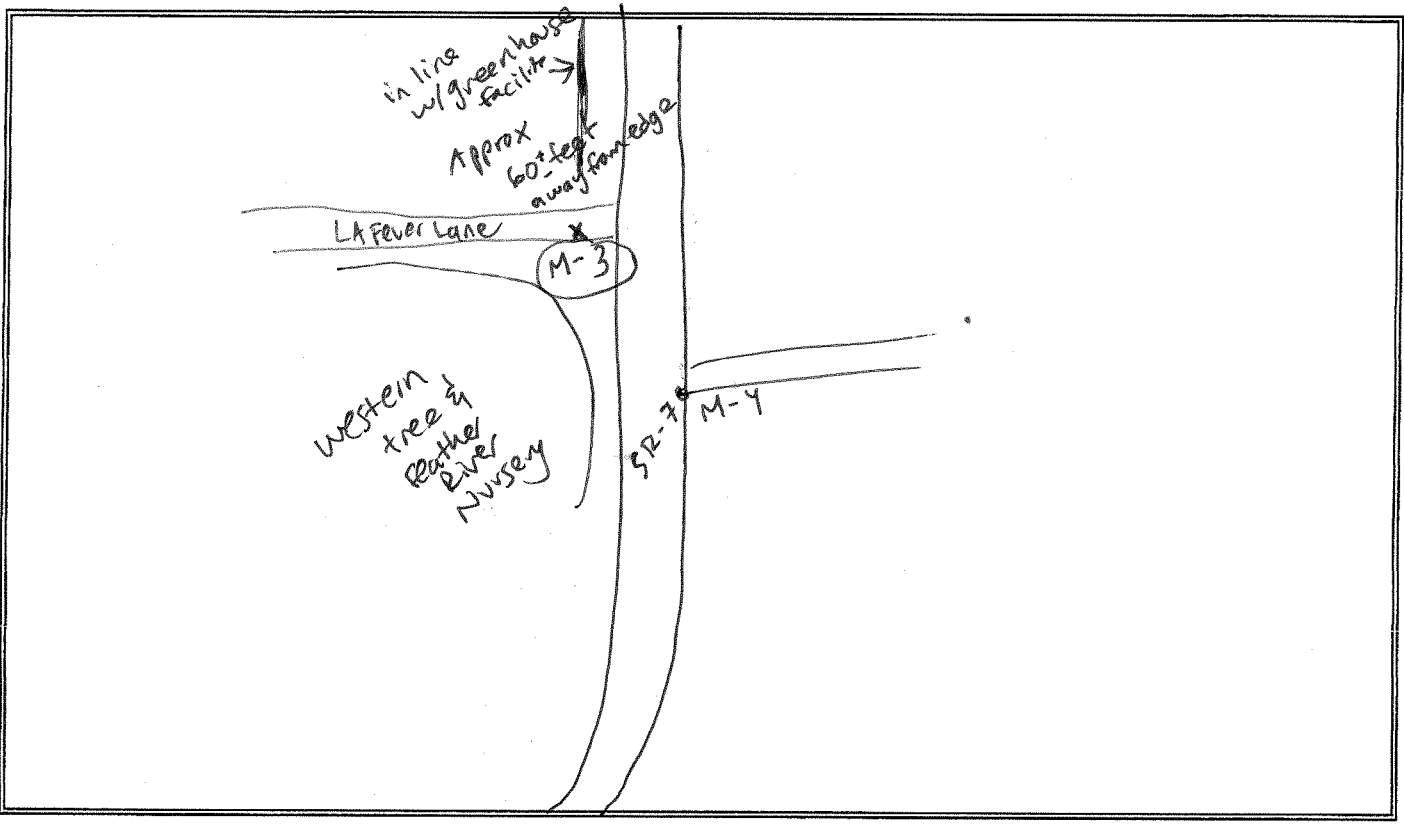 in line
w/greenhouse
facility
Approx
60± feet
away from edge
LA Fever Lane
M-3
SR-7
M-4
western
tree &
Feather
River
Nursery